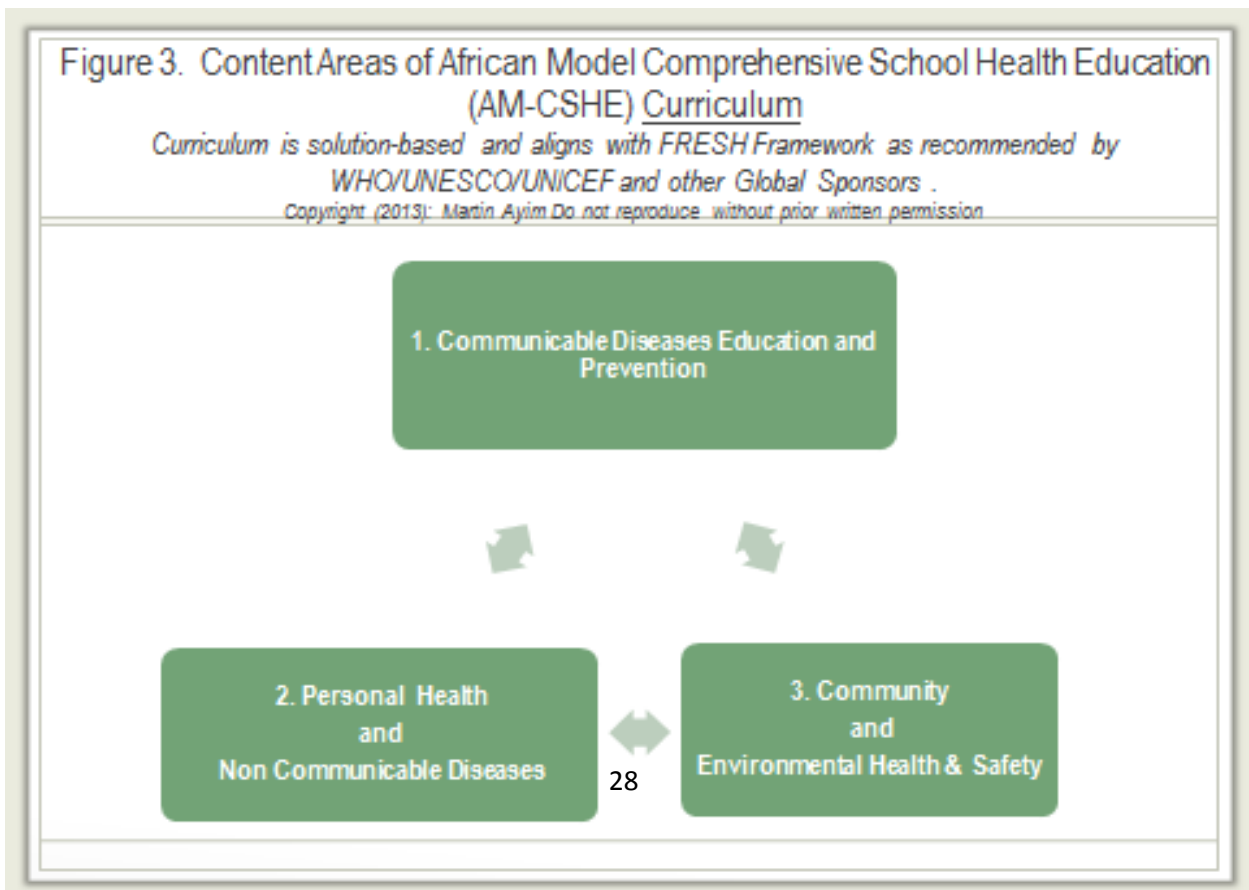 Figure 3. Content Areas of African Model Comprehensive School Health Education
(AM-CSHE) Curriculum
Curriculum is solution-based and aligns with FRESH Framework as recommended by
WHO/UNESCO/UNICEF and other Global Sponsors .
Copyright (2013): Martin Ayim Do not reproduce without prior written permission
1. Communicable Diseases Education and
Prevention
2. Personal Health
and
Non Communicable Diseases
3. Community
and
Environmental Health & Safety
28